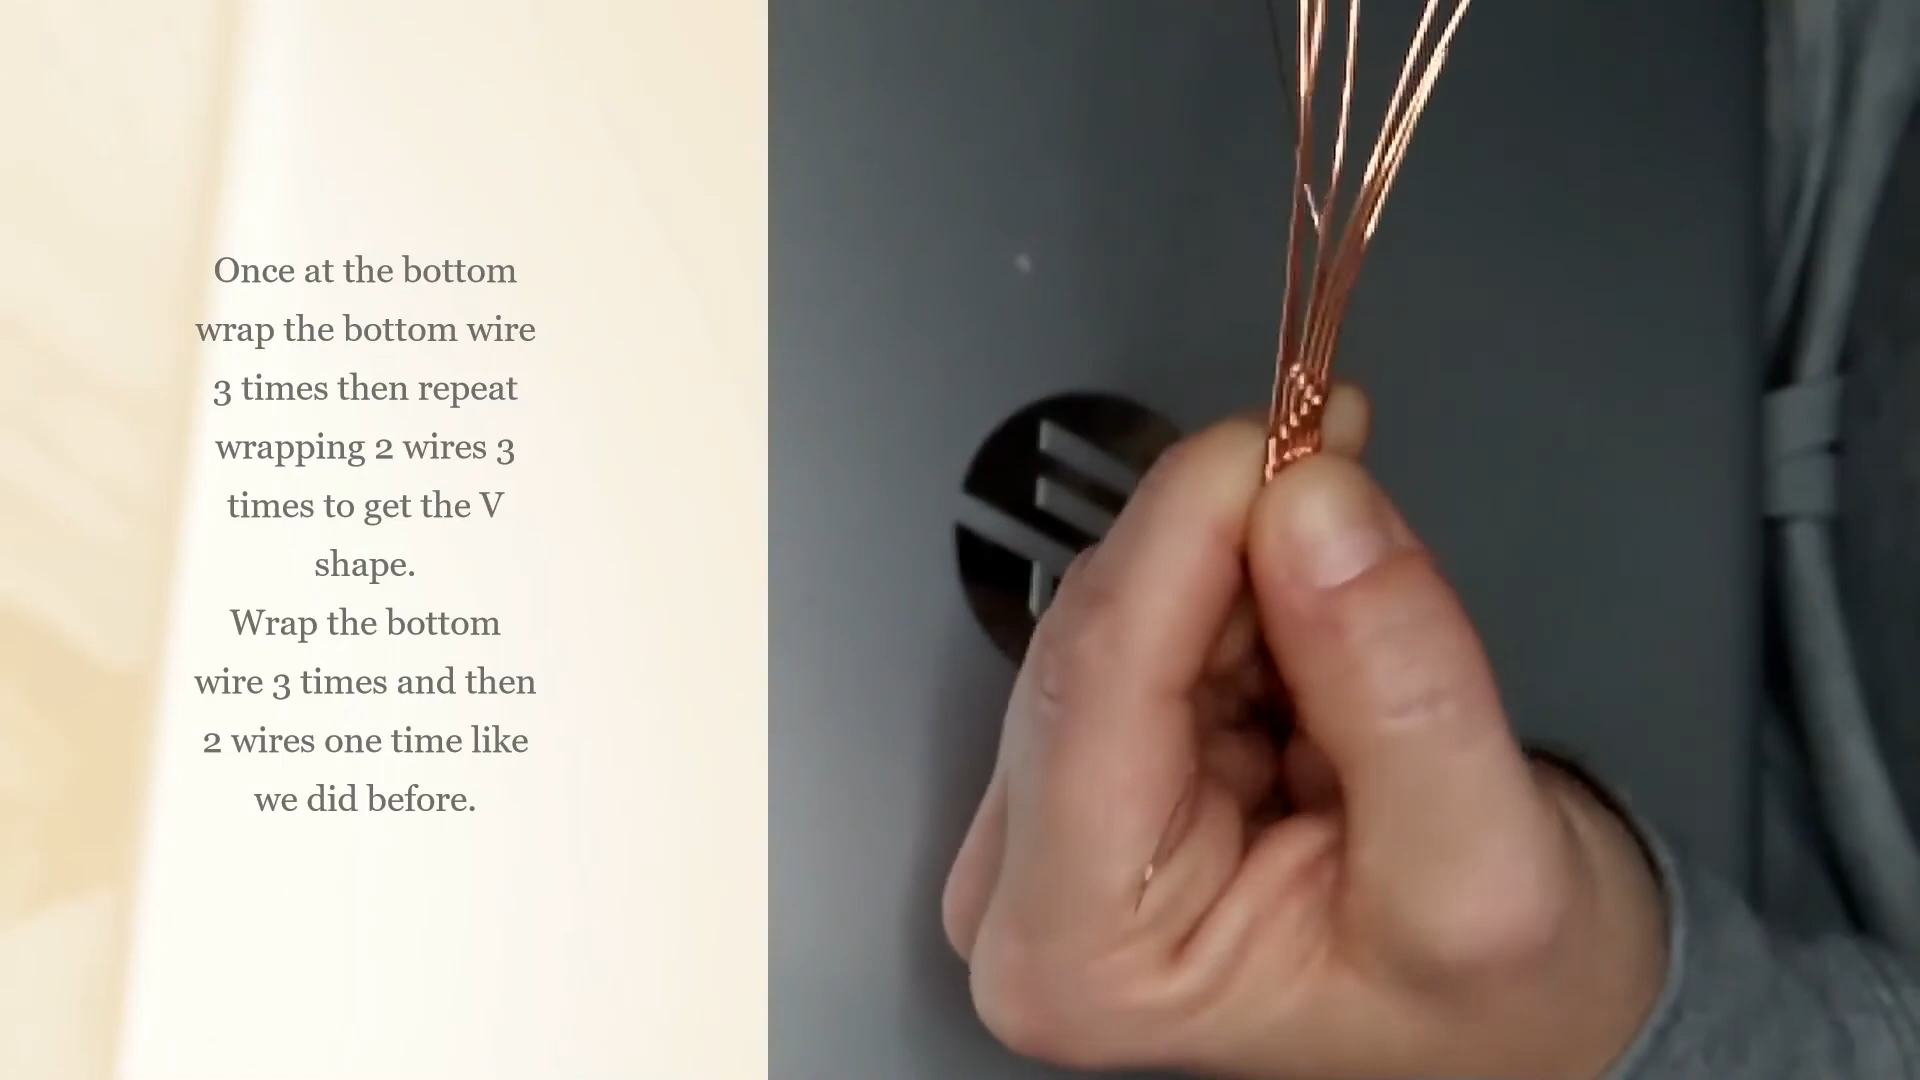 Once at the bottom
wrap the bottom wire
3 times then repeat
wrapping 2 wires 3
times to get the V
shape.
Wrap the bottom
wire 3 times and then
2 wires one time like
we did before.